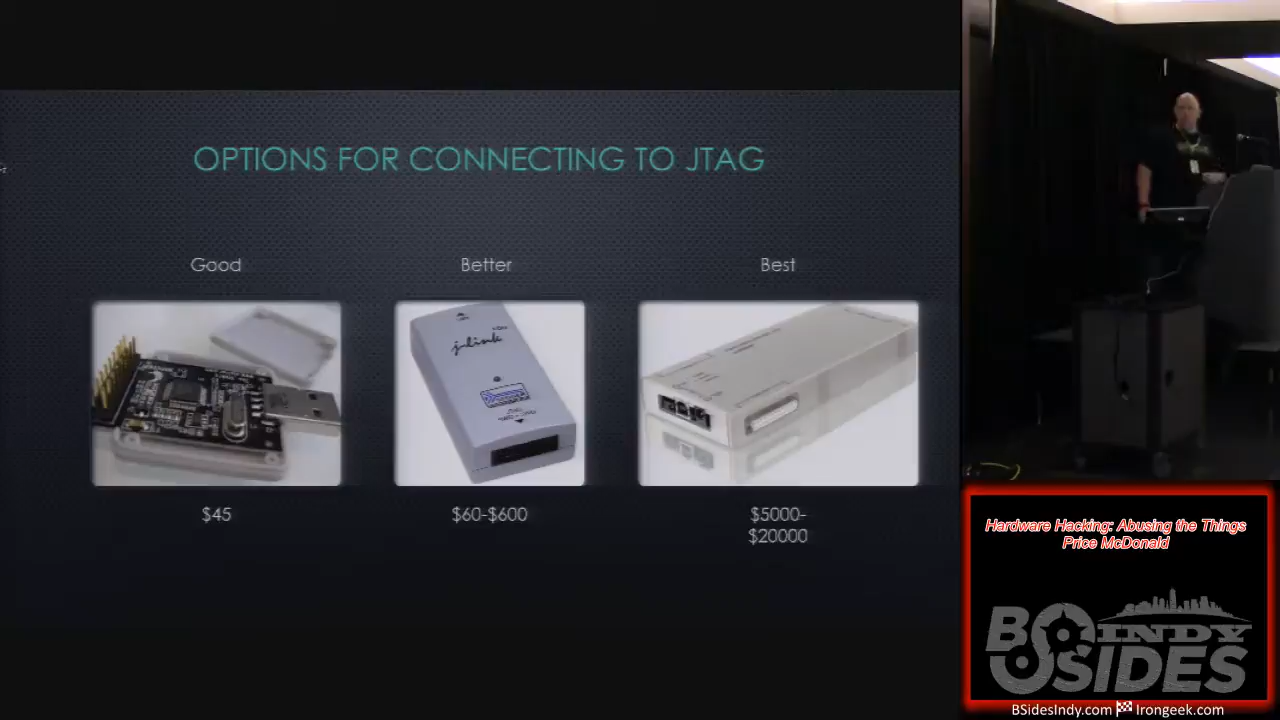 OPTIONS FOR CONNECTING TO JTAG
Good
Better
Best
J-Link
$45
$60-$600
$5000-
$20000
Hardware Hacking: Abusing the Things
Price McDonald
BSIDES INDY
BSidesIndy.com Irongeek.com